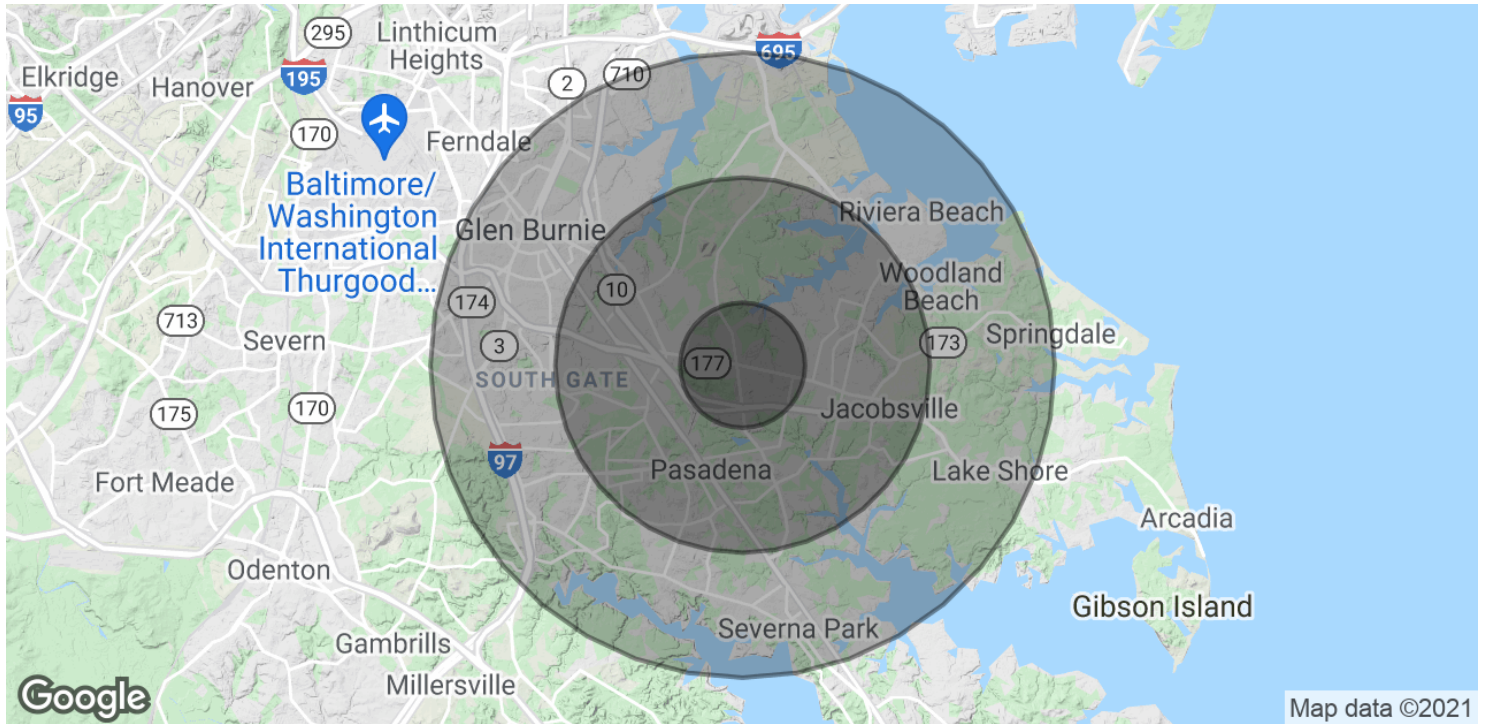 295
Linthicum
Heights
695
Elkridge
Hanover
195
2
710
95
170
Ferndale
Baltimore/
Washington
International
Thurgood...
Glen Burnie
Riviera Beach
Woodland
Beach
10
174
713
Severn
3
173
Springdale
177
SOUTH GATE
175
170
Jacobsville
97
Pasadena
Lake Shore
Fort Meade
Arcadia
Odenton
Gibson Island
Severna Park
Gambrills
Millersville
Google
Map data ©2021